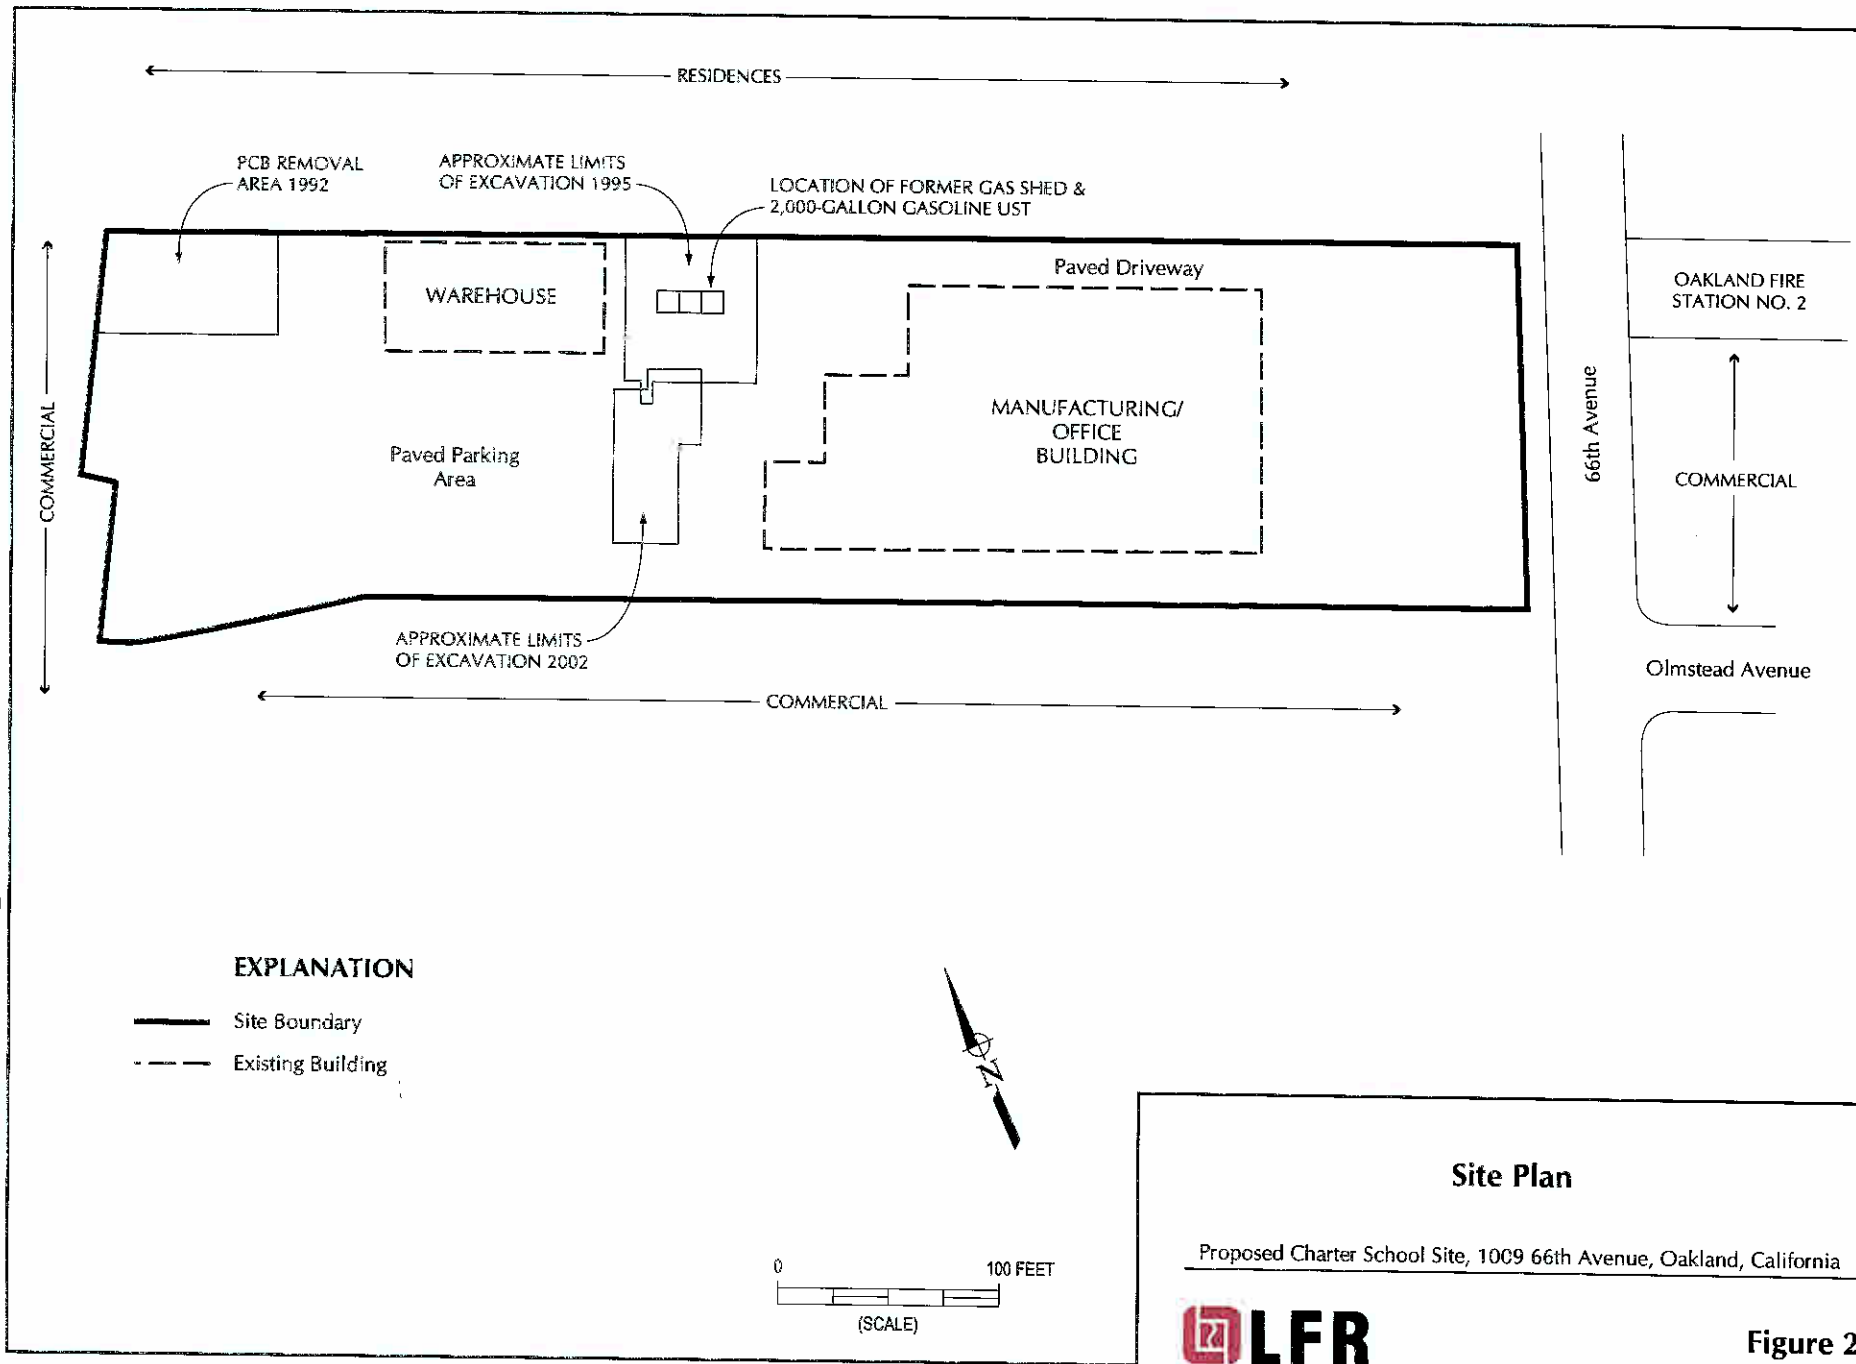 RESIDENCES
PCB REMOVAL
AREA 1992
APPROXIMATE LIMITS
OF EXCAVATION 1995
LOCATION OF FORMER GAS SHED &
2,000-GALLON GASOLINE UST
Paved Driveway
WAREHOUSE
OAKLAND FIRE
STATION NO. 2
COMMERCIAL
MANUFACTURING/
OFFICE
BUILDING
66th Avenue
COMMERCIAL
Paved Parking
Area
APPROXIMATE LIMITS
OF EXCAVATION 2002
Olmstead Avenue
COMMERCIAL
EXPLANATION
Site Boundary
Existing Building
N
0 100 FEET
(SCALE)
Site Plan
Proposed Charter School Site, 1009 66th Avenue, Oakland, California
LFR
Figure 2